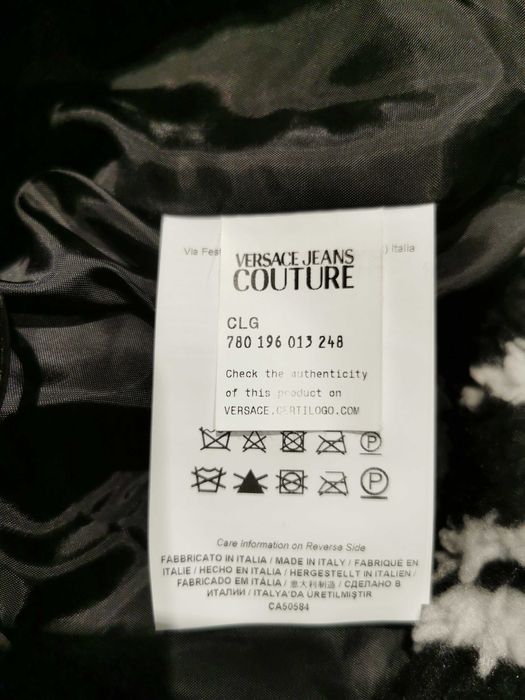 Via Fest ) Italia
VERSACE JEANS
COUTURE
CLG
780 196 013 248
Check the authenticity
of this product on
VERSACE.CERTILOGO.COM
P
P
Care Information on Reverse Side
FABBRICATO IN ITALIA / MADE IN ITALY / FABRIQUE EN
ITALIE / HECHO EN ITALIA / HERGESTELLT IN ITALIEN /
FABRICADO EM ITÁLIA / 意大利制造 / СДЕЛАНО В
ИТАЛИИ / ITALYA'DA ÜRETILMIŞTIR
CA50584